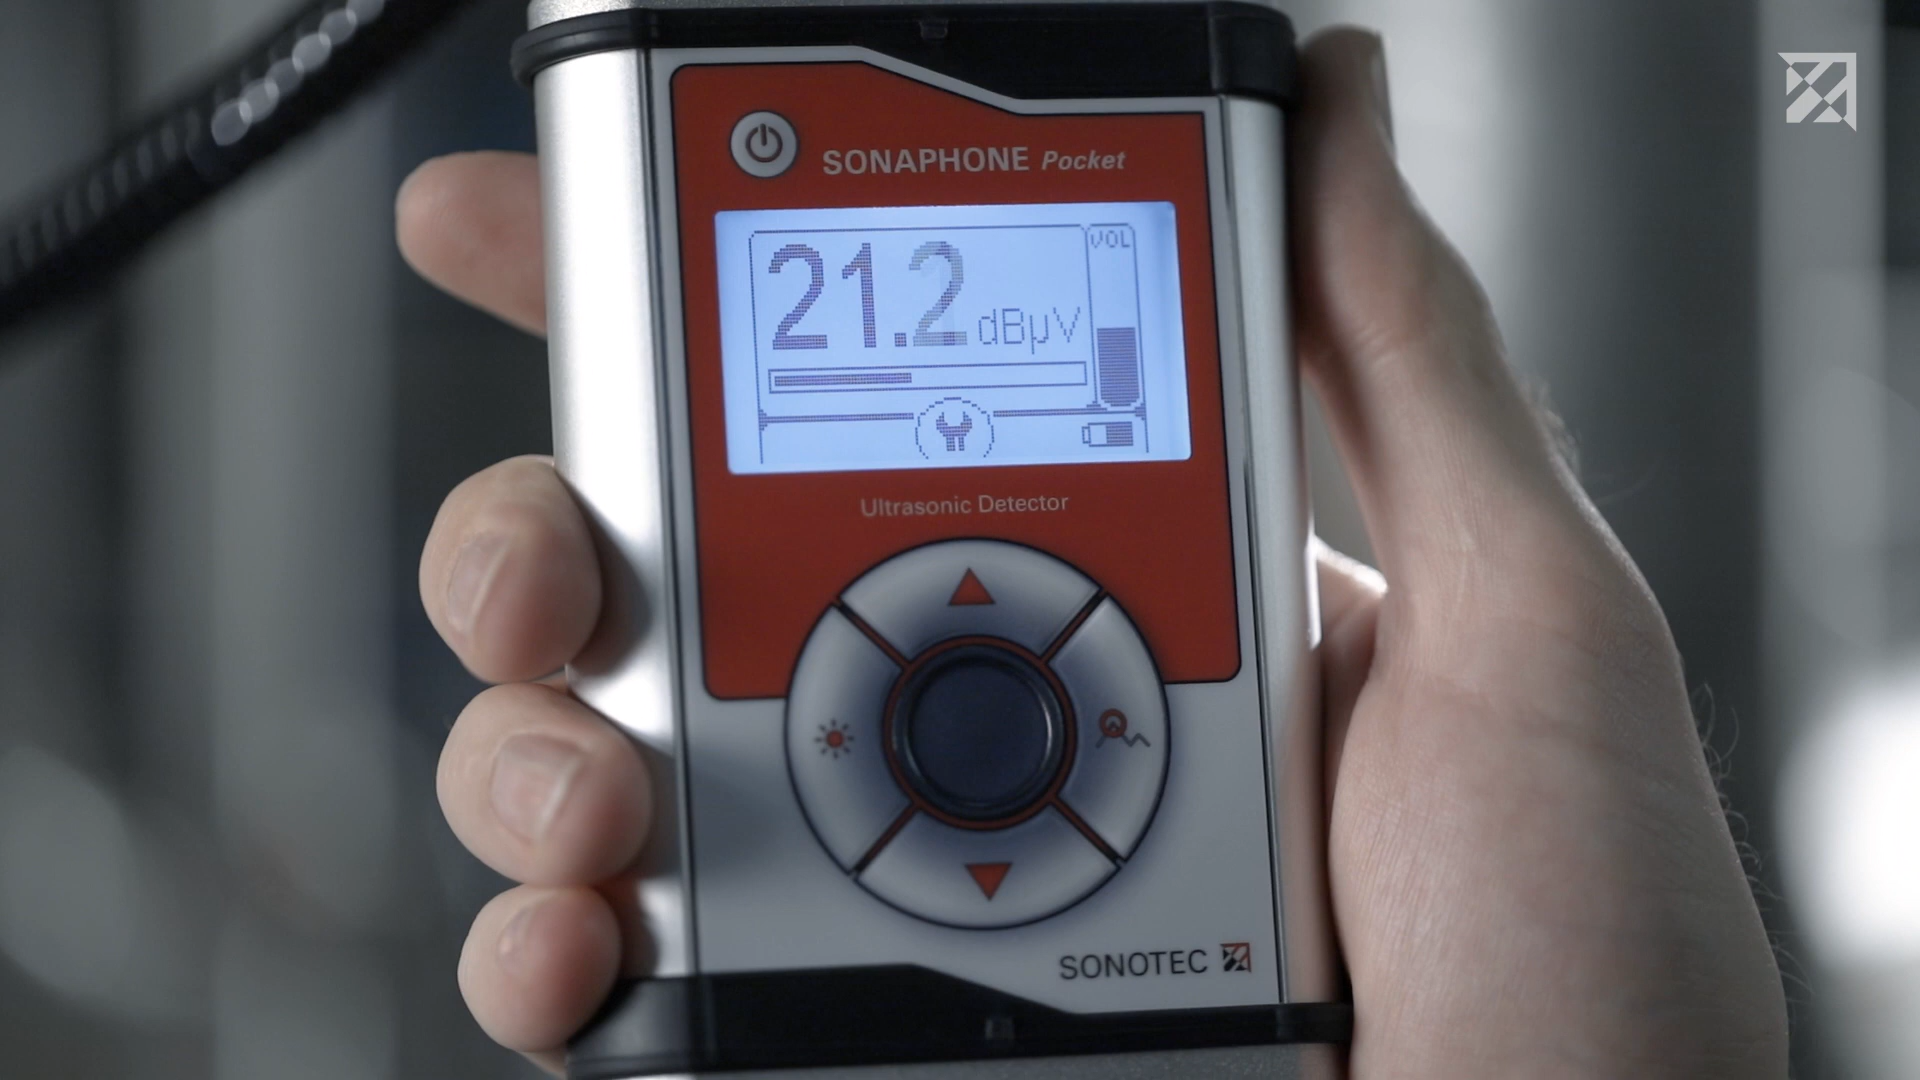 SONAPHONE Pocket
VOL
21.2 dBµV
Ultrasonic Detector
SONOTEC